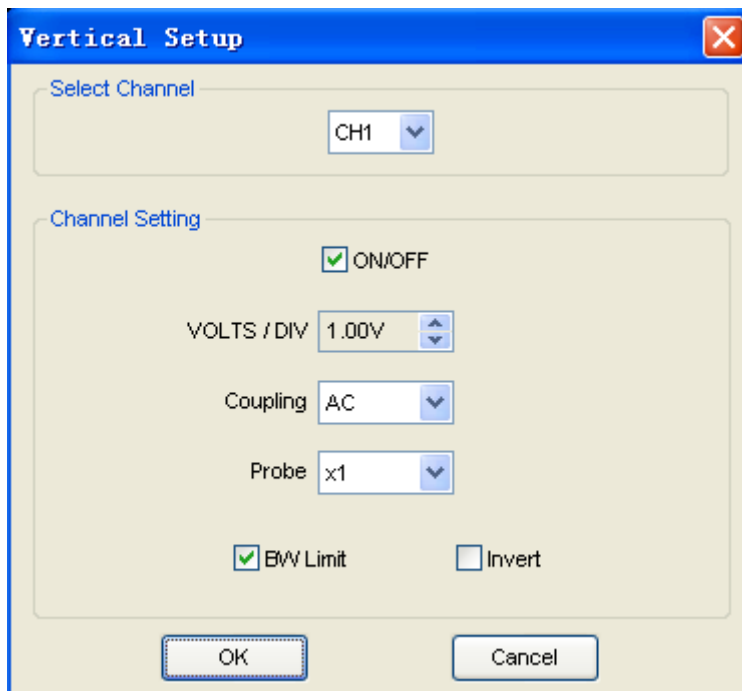 Vertical Setup
Select Channel
CH1
Channel Setting
ON/OFF
VOLTS / DIV 1.00V
Coupling AC
Probe x1
BW Limit Invert
OK Cancel